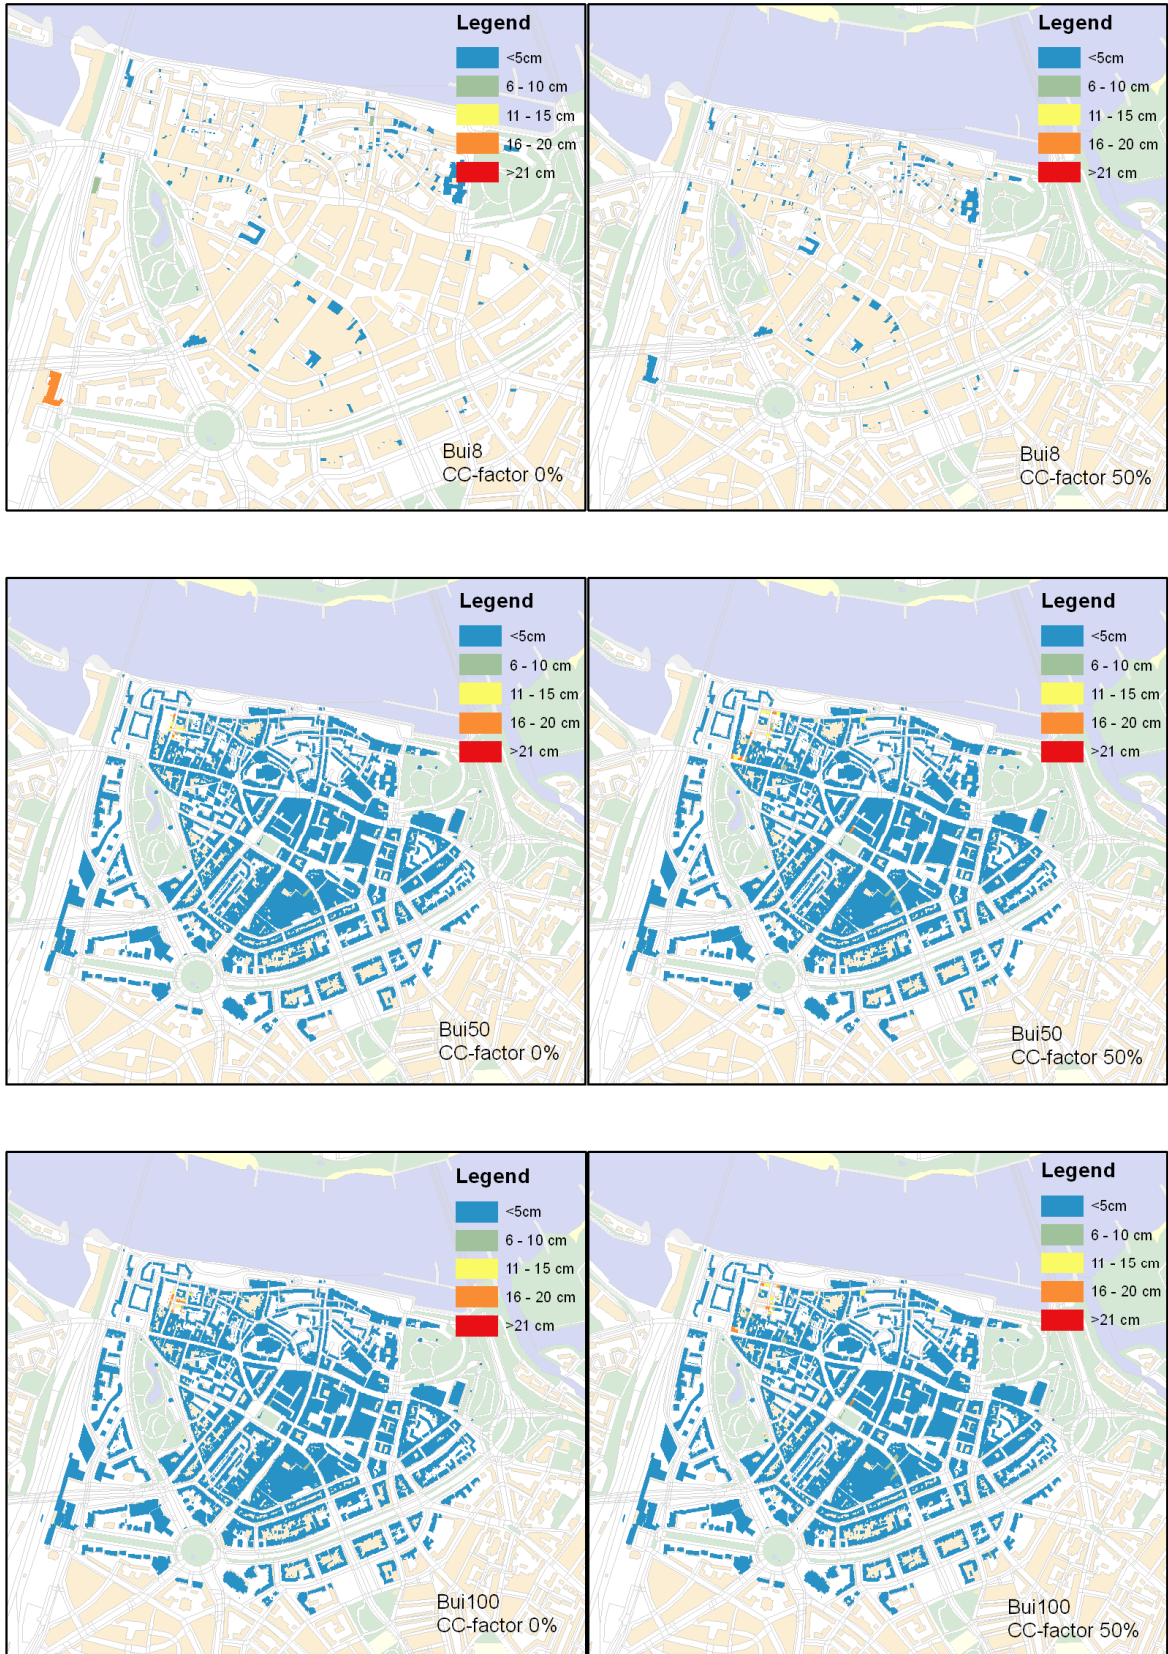 Legend
<5cm
6 - 10 cm
11 - 15 cm
16 - 20 cm
>21 cm
Bui8
CC-factor 0%
Legend
<5cm
6 - 10 cm
11 - 15 cm
16 - 20 cm
>21 cm
Bui8
CC-factor 50%
Legend
<5cm
6 - 10 cm
11 - 15 cm
16 - 20 cm
>21 cm
Bui50
CC-factor 0%
Legend
<5cm
6 - 10 cm
11 - 15 cm
16 - 20 cm
>21 cm
Bui50
CC-factor 50%
Legend
<5cm
6 - 10 cm
11 - 15 cm
16 - 20 cm
>21 cm
Bui100
CC-factor 0%
Legend
<5cm
6 - 10 cm
11 - 15 cm
16 - 20 cm
>21 cm
Bui100
CC-factor 50%